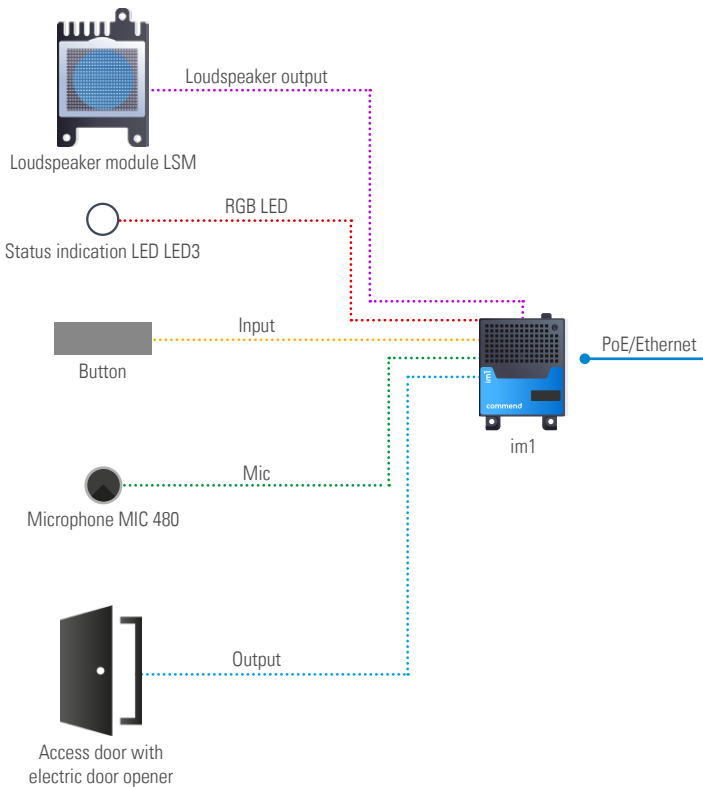 Loudspeaker output
Loudspeaker module LSM
RGB LED
Status indication LED LED3
Input
Button
PoE/Ethernet
im1
commend
im1
Mic
Microphone MIC 480
Output
Access door with
electric door opener